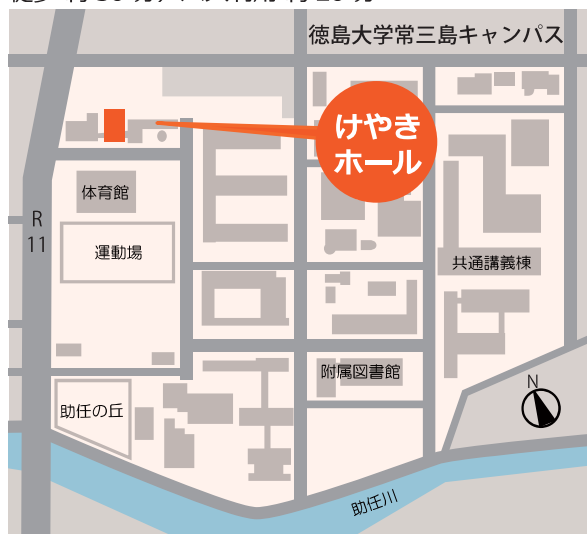 徳島大学常三島キャンパス
けやき
ホール
体育館
R
11
運動場
共通講義棟
附属図書館
N
助任の丘
助任川